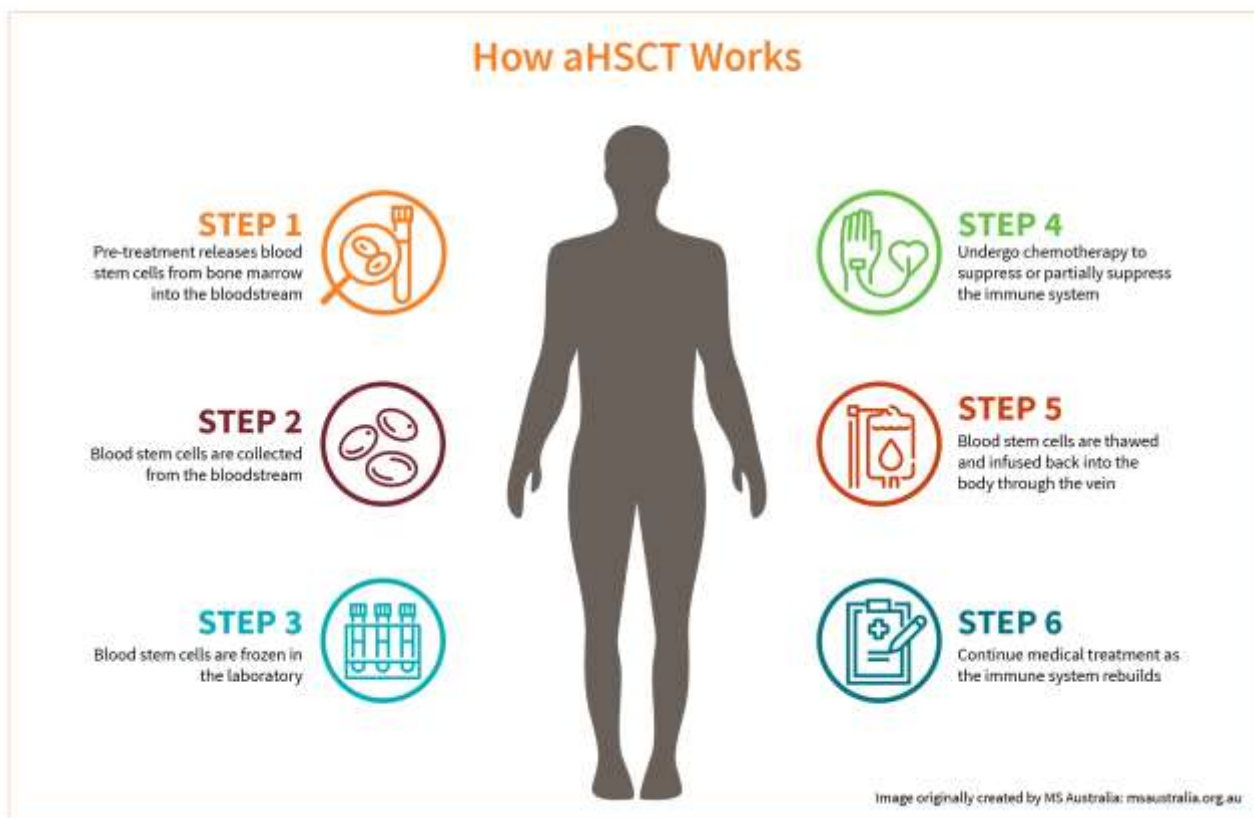 How aHSCT Works
STEP 1
Pre-treatment releases blood
stem cells from bone marrow
into the bloodstream
STEP 2
Blood stem cells are collected
from the bloodstream
STEP 3
Blood stem cells are frozen in
the laboratory
STEP 4
Undergo chemotherapy to
suppress or partially suppress
the immune system
STEP 5
Blood stem cells are thawed
and infused back into the
body through the vein
STEP 6
Continue medical treatment as
the immune system rebuilds
Image originally created by MS Australia: msaustralia.org.au